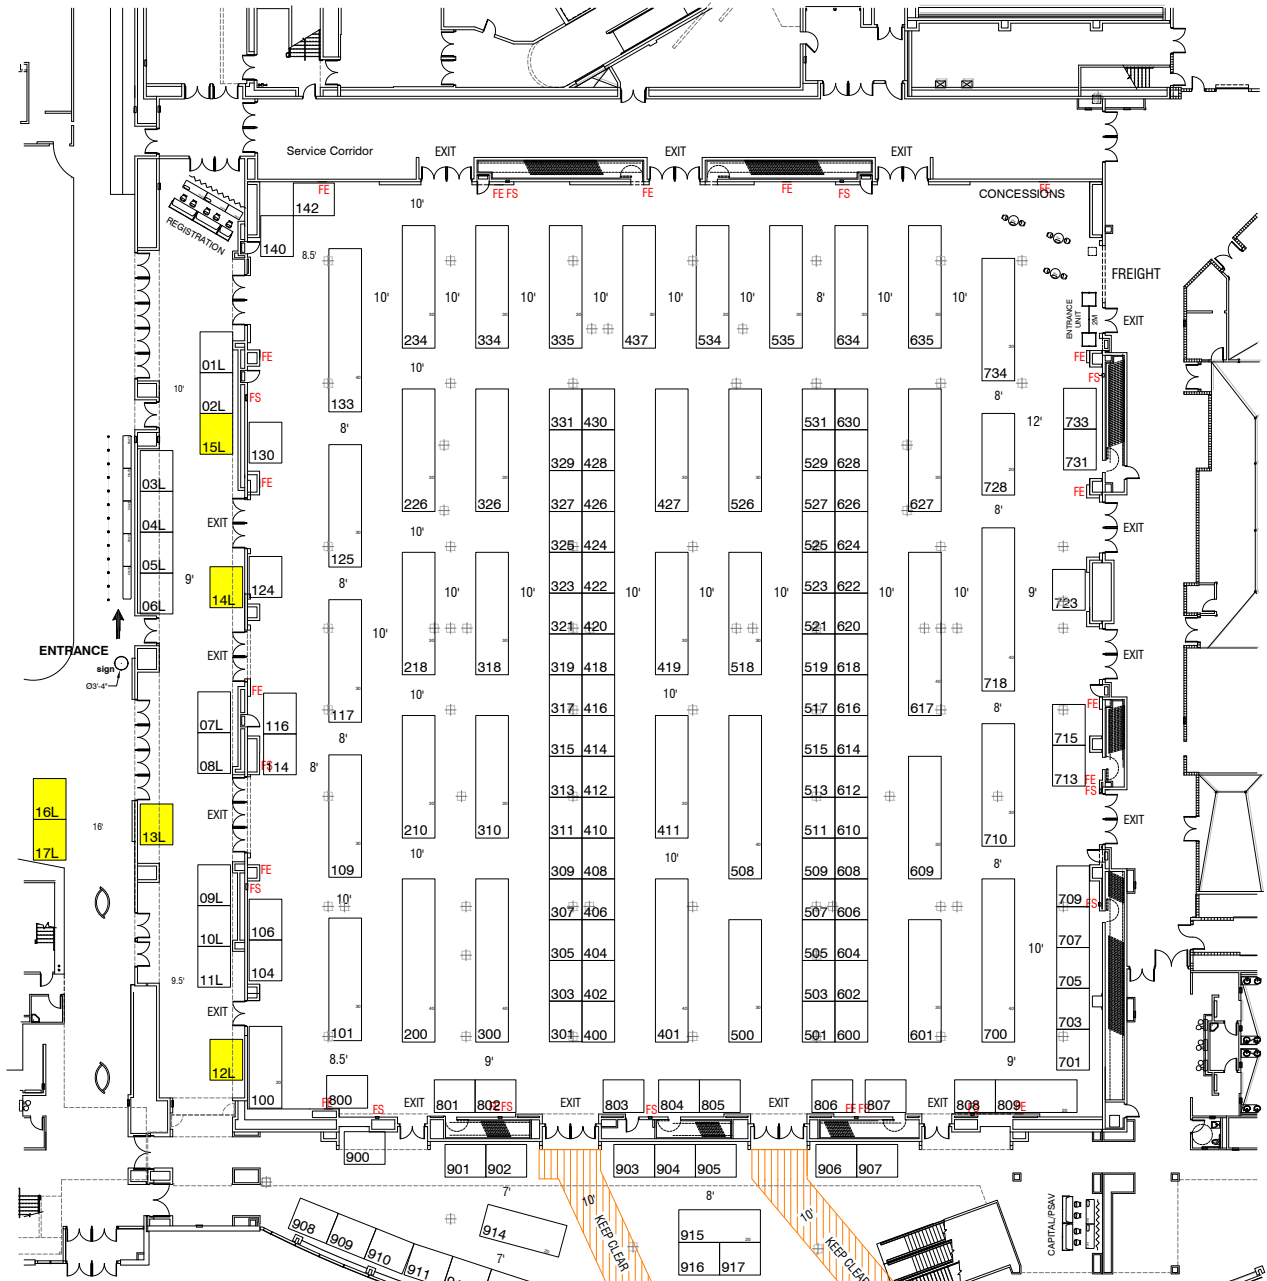 Service Corridor
EXIT
EXIT
EXIT
FE
FE FS
FE
FE
FS
FE
CONCESSIONS
142
140
REGISTRATION
10'
8.5'
FREIGHT
ENTRANCE
UNIT
2M
EXIT
10'
10'
10'
10'
10'
10'
8'
10'
10'
234
334
335
437
534
535
634
635
734
01L
02L
15L
10'
FE
FS
133
8'
10'
FE
FS
8'
12'
733
731
130
FE
331
430
329
428
327
426
325
424
323
422
321
420
319
418
317
416
315
414
313
412
311
410
309
408
307
406
305
404
303
402
301
400
531
630
529
628
527
626
525
624
523
622
521
620
519
618
517
616
515
614
513
612
511
610
509
608
507
606
505
604
503
602
501
600
226
326
427
526
627
728
FE
03L
04L
05L
06L
EXIT
9'
14L
124
125
8'
10'
10'
10'
10'
10'
10'
10'
10'
10'
9'
723
EXIT
ENTRANCE
sign
Ø3'-4"
EXIT
10'
218
318
419
518
617
718
EXIT
10'
10'
8'
FE
07L
08L
116
114
FS
117
8'
8'
FE
715
713
FE
FS
16L
17L
16'
13L
EXIT
210
310
411
508
609
710
EXIT
10'
10'
8'
109
10'
FE
FS
09L
10L
11L
9.5'
106
104
709
707
705
703
701
FS
10'
EXIT
12L
100
101
200
300
401
500
601
700
8.5'
9'
9'
800
FE
FS
EXIT
801
802
FE FS
EXIT
803
FS
804
805
EXIT
806
FE FE
807
EXIT
808
FS
809
FE
900
901
902
903
904
905
906
907
7'
10'
8'
10'
KEEP CLEAR
KEEP CLEAR
908
909
910
911
914
7'
915
916
917
CAPITAL/PSAV